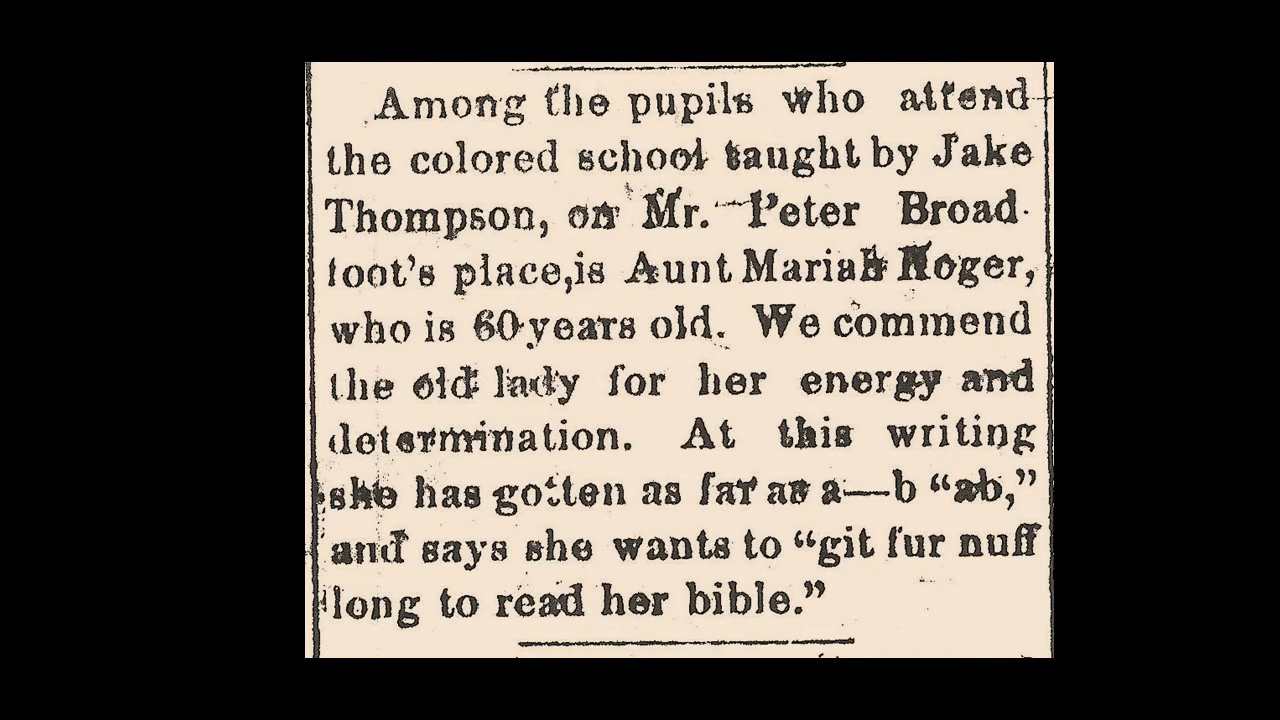 Among the pupils who attend
the colored school taught by Jake
Thompson, on Mr. Peter Broad-
foot's place, is Aunt Mariah
who is 60 years old. We commend
the old lady for her energy and
determination. At this writing
she has gotten as far as a—b “ab,”
and says she wants to “git fur nuff
long to read her bible.”